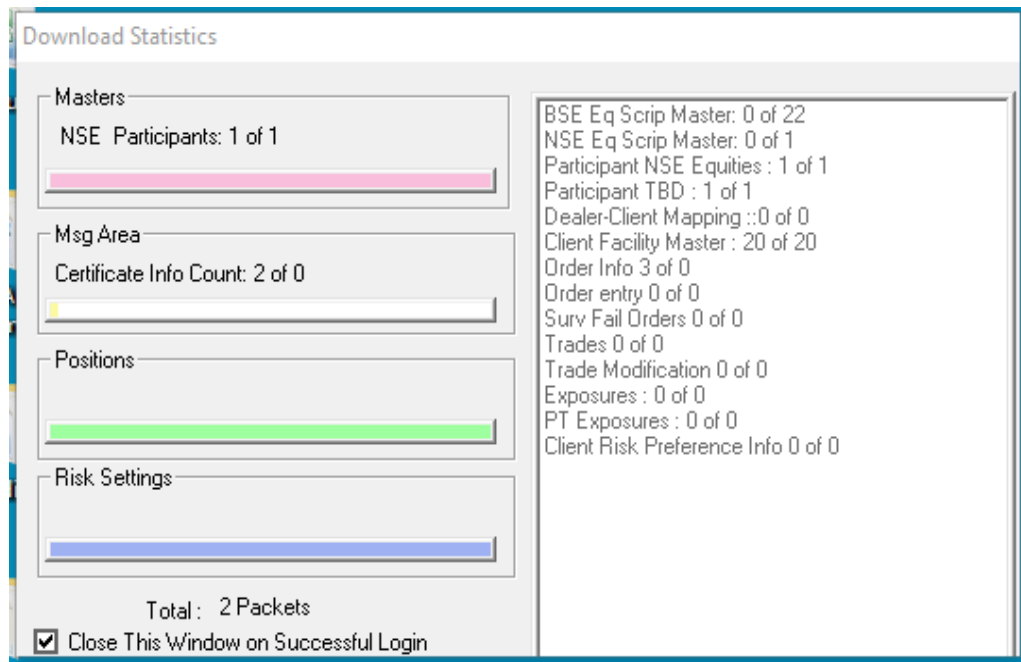 Download Statistics
Masters
NSE Participants: 1 of 1
Msg Area
Certificate Info Count: 2 of 0
Positions
Risk Settings
Total : 2 Packets
Close This Window on Successful Login
BSE Eq Scrip Master: 0 of 22
NSE Eq Scrip Master: 0 of 1
Participant NSE Equities : 1 of 1
Participant TBD : 1 of 1
Dealer-Client Mapping ::0 of 0
Client Facility Master : 20 of 20
Order Info 3 of 0
Order entry 0 of 0
Surv Fail Orders 0 of 0
Trades 0 of 0
Trade Modification 0 of 0
Exposures : 0 of 0
PT Exposures : 0 of 0
Client Risk Preference Info 0 of 0